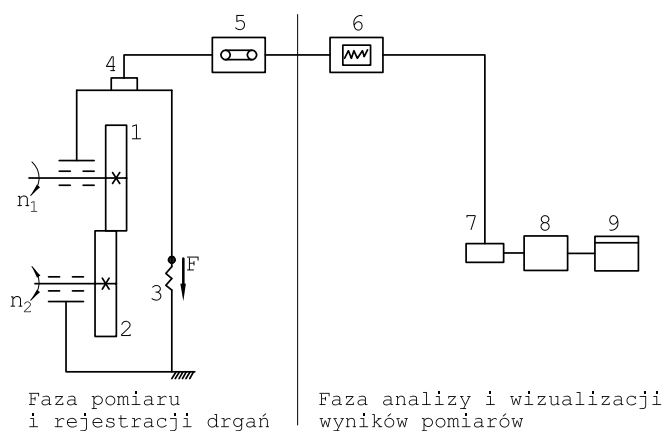 5
6
4
1
n1
7
8
9
F
3
n2
2
Faza pomiaru
i rejestracji drgań
Faza analizy i wizualizacji
wyników pomiarów